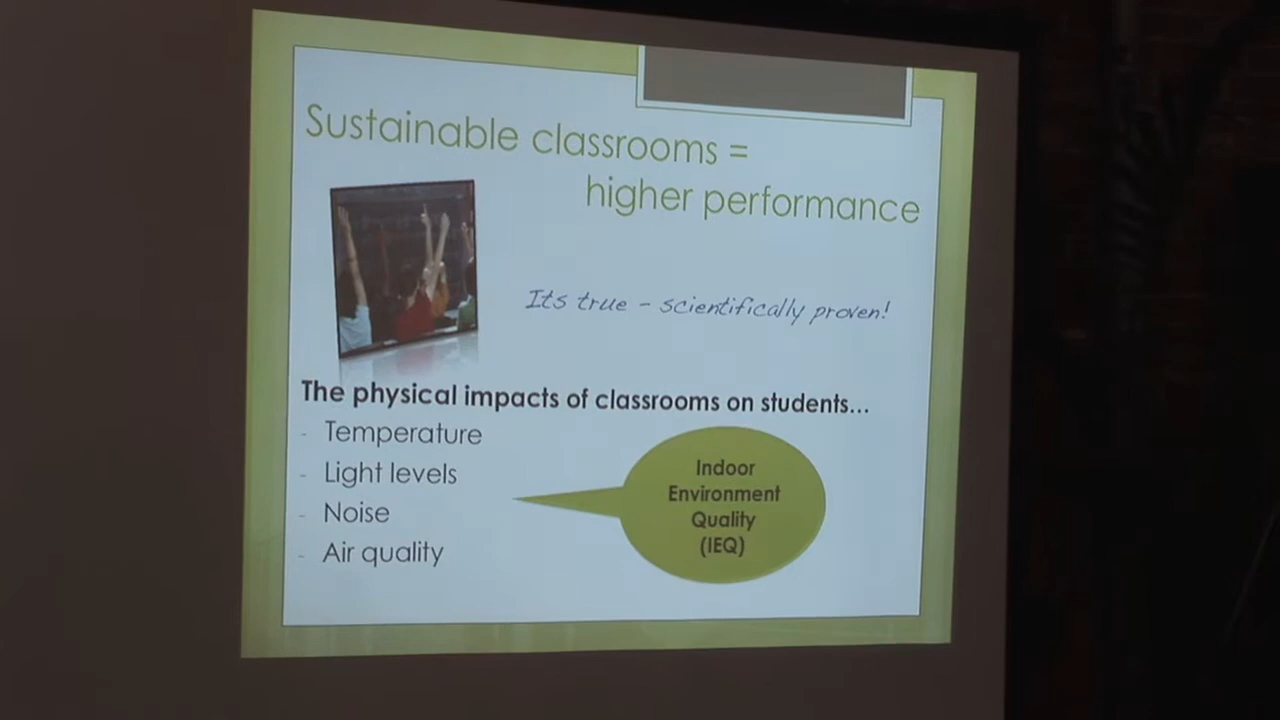 Sustainable classrooms =
higher performance
Its true - scientifically proven!
The physical impacts of classrooms on students...
- Temperature
- Light levels
- Noise
- Air quality
Indoor
Environment
Quality
(IEQ)